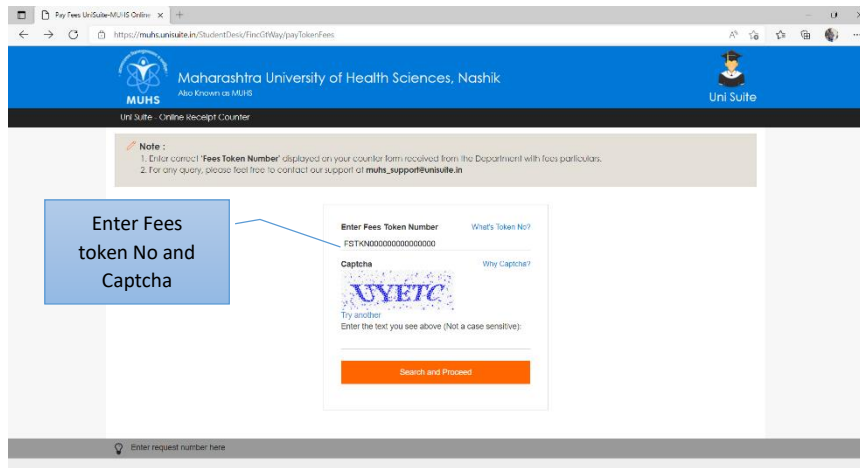 Pay Fees UniSuite-MUHS Online
https://muhs.unisuite.in/StudentDesk/FincGtWay/payTokenFees
MUHS
Maharashtra University of Health Sciences, Nashik
Also Known as MUHS
Uni Suite
Uni Suite - Online Receipt Counter
Note :
1. Enter correct 'Fees Token Number' displayed on your counter form received from the Department with fees particulars.
2. For any query, please feel free to contact our support at muhs_support@unisuite.in
Enter Fees
token No and
Captcha
Enter Fees Token Number What's Token No?
FSTKN000000000000000
Captcha Why Captcha?
UYETC
Try another
Enter the text you see above (Not a case sensitive):
Search and Proceed
Enter request number here